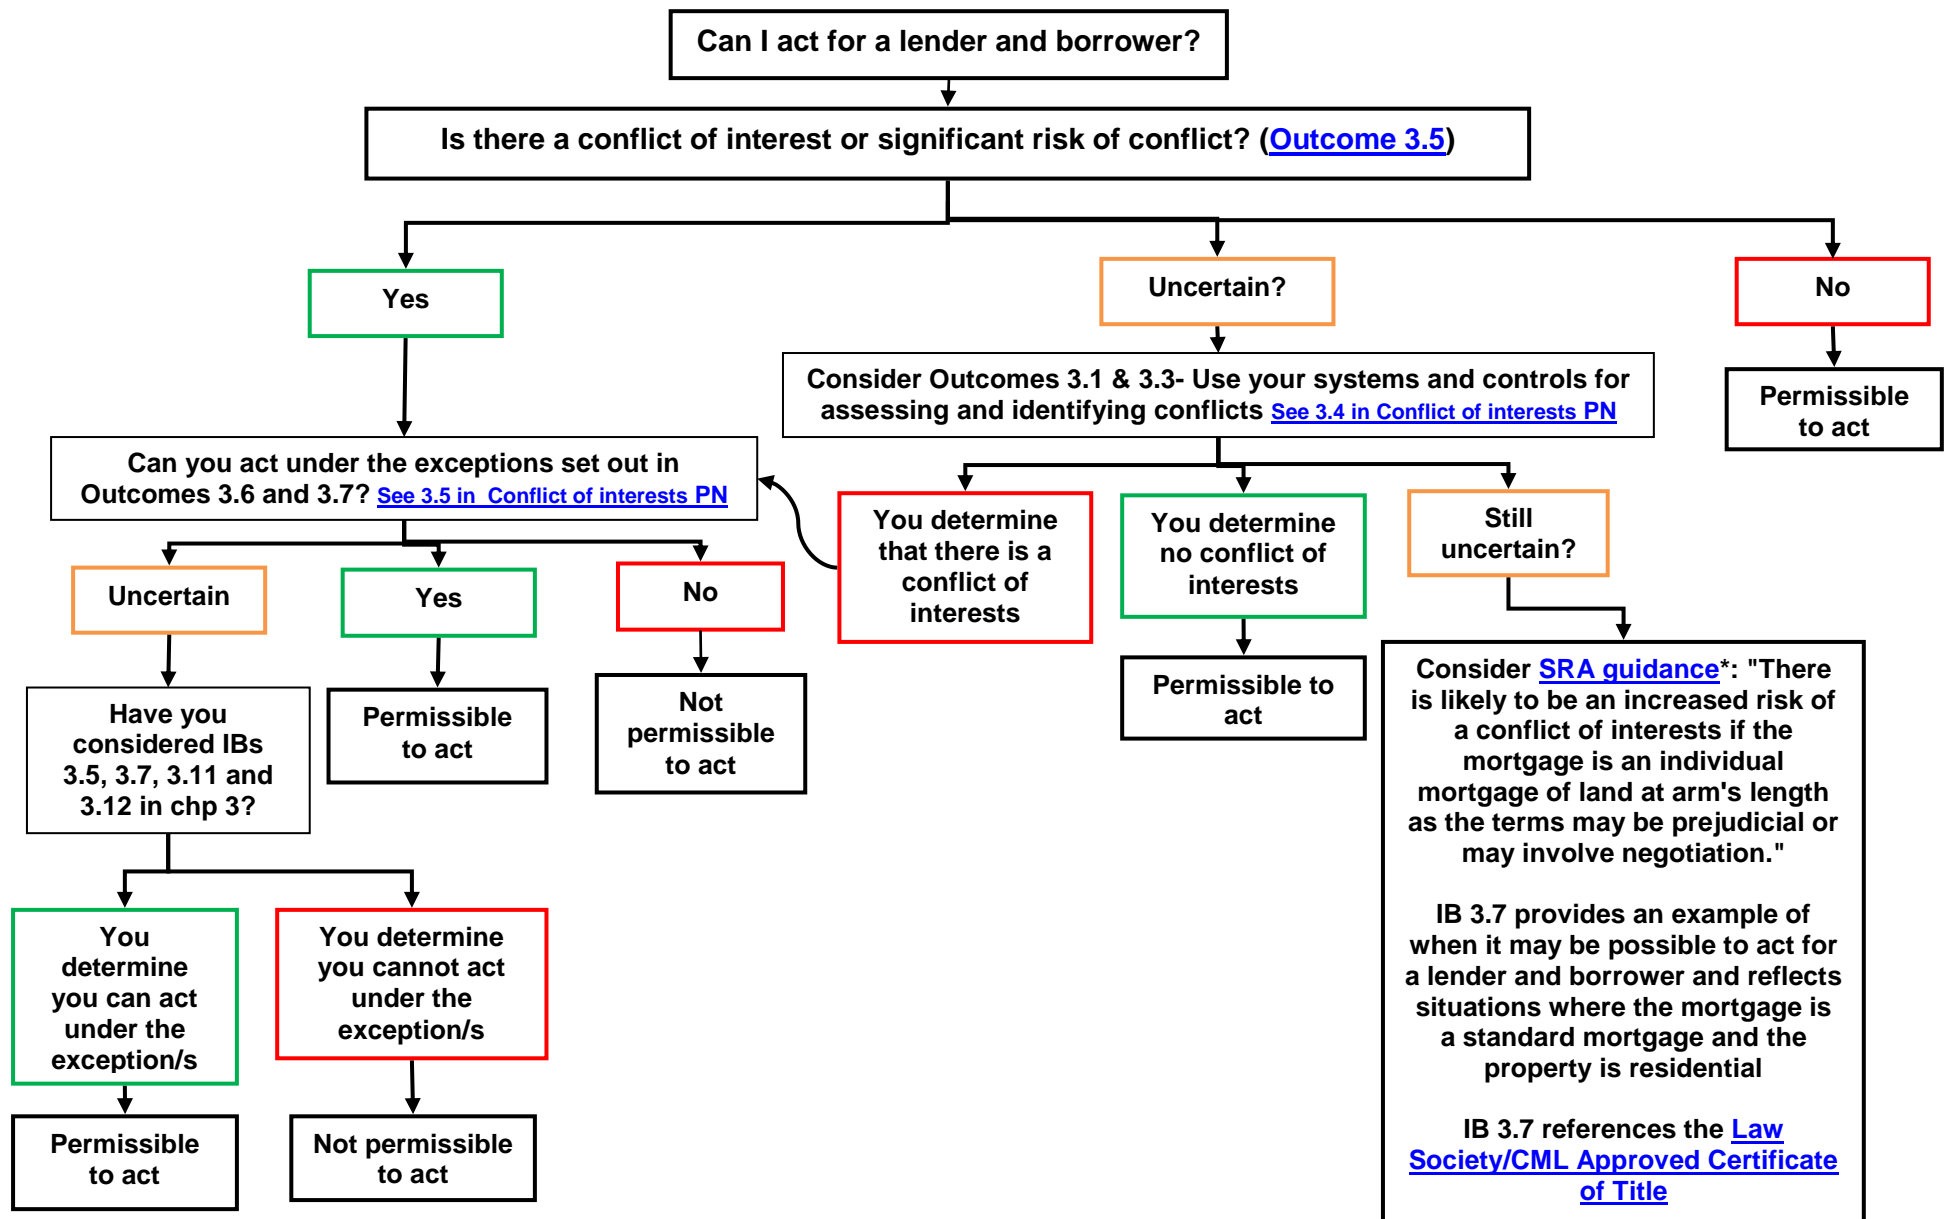 Can I act for a lender and borrower?
Is there a conflict of interest or significant risk of conflict? (Outcome 3.5)
Yes
Uncertain?
No
Consider Outcomes 3.1 & 3.3- Use your systems and controls for
assessing and identifying conflicts See 3.4 in Conflict of interests PN
Permissible
to act
Can you act under the exceptions set out in
Outcomes 3.6 and 3.7? See 3.5 in  Conflict of interests PN
You determine
that there is a
conflict of
interests
You determine
no conflict of
interests
Still
uncertain?
Uncertain
Yes
No
Have you
considered IBs
3.5, 3.7, 3.11 and
3.12 in chp 3?
Permissible
to act
Not
permissible
to act
Permissible to
act
Consider SRA guidance*: "There
is likely to be an increased risk of
a conflict of interests if the
mortgage is an individual
mortgage of land at arm's length
as the terms may be prejudicial or
may involve negotiation."
IB 3.7 provides an example of
when it may be possible to act for
a lender and borrower and reflects
situations where the mortgage is
a standard mortgage and the
property is residential
IB 3.7 references the Law
Society/CML Approved Certificate
of Title
You
determine
you can act
under the
exception/s
You determine
you cannot act
under the
exception/s
Permissible
to act
Not permissible
to act